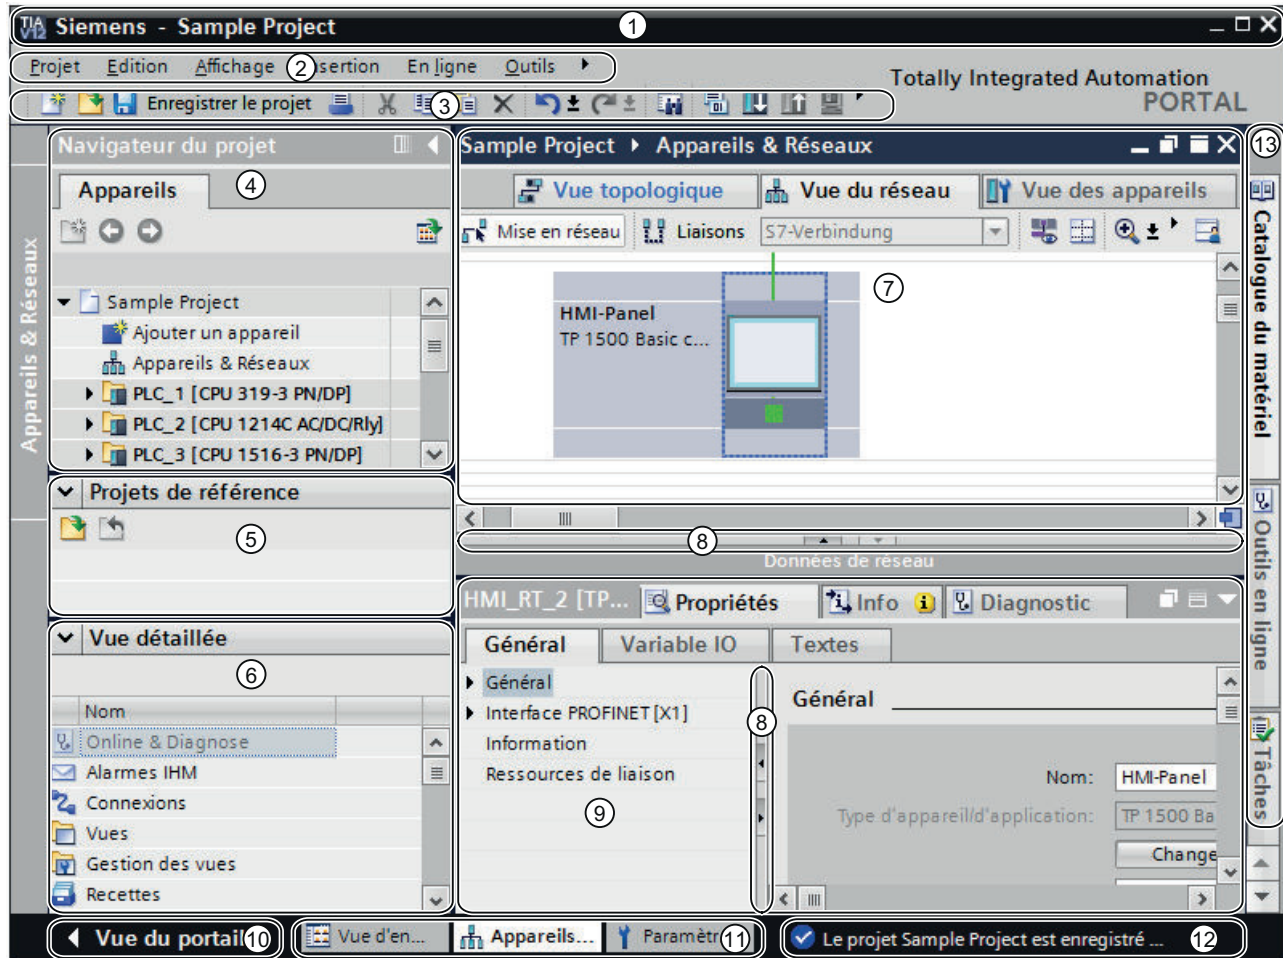 TIA V12 Siemens - Sample Project 1
Projet Edition Affichage 2 Insertion En ligne Outils
Totally Integrated Automation
PORTAL
Enregistrer le projet 3
Appareils & Réseaux
Navigateur du projet
Appareils 4
Sample Project
Ajouter un appareil
Appareils & Réseaux
PLC_1 [CPU 319-3 PN/DP]
PLC_2 [CPU 1214C AC/DC/Rly]
PLC_3 [CPU 1516-3 PN/DP]
Projets de référence
5
Vue détaillée
6
Nom
Online & Diagnose
Alarmes IHM
Connexions
Vues
Gestion des vues
Recettes
Sample Project Appareils & Réseaux
Vue topologique Vue du réseau Vue des appareils
Mise en réseau Liaisons S7-Verbindung
7
HMI-Panel
TP 1500 Basic c...
8
Données de réseau
HMI_RT_2 [TP... Propriétés Info Diagnostic
Général Variable IO Textes
Général
Interface PROFINET [X1]
Information
Ressources de liaison
9
8
Général
Nom: HMI-Panel
Type d'appareil/d'application: TP 1500 Ba
Change
13
Catalogue du matériel
Outils en ligne
Tâches
Vue du portail 10
Vue d'en... Appareils... Paramètr 11
Le projet Sample Project est enregistré ... 12